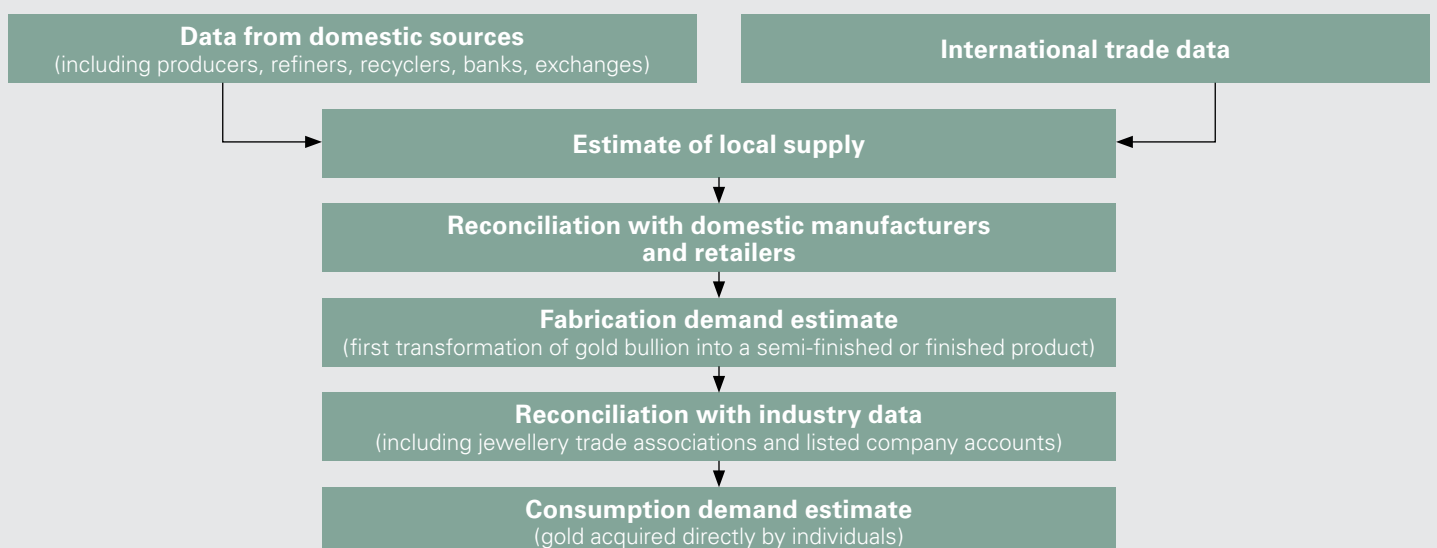 Data from domestic sources
(including producers, refiners, recyclers, banks, exchanges)
International trade data
Estimate of local supply
Reconciliation with domestic manufacturers
and retailers
Fabrication demand estimate
(first transformation of gold bullion into a semi-finished or finished product)
Reconciliation with industry data
(including jewellery trade associations and listed company accounts)
Consumption demand estimate
(gold acquired directly by individuals)